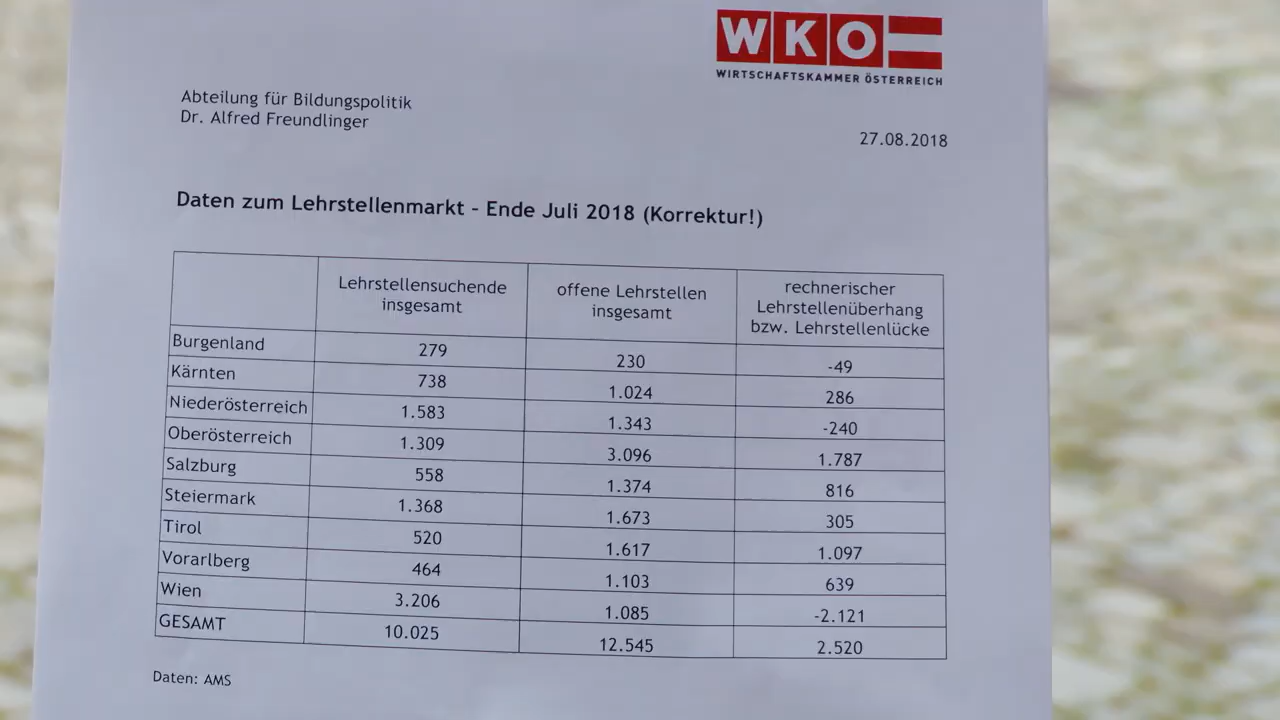 WKO
WIRTSCHAFTSKAMMER ÖSTERREICH
Abteilung für Bildungspolitik
Dr. Alfred Freundlinger
27.08.2018
Daten zum Lehrstellenmarkt - Ende Juli 2018 (Korrektur!)
Lehrstellensuchende insgesamt offene Lehrstellen insgesamt rechnerischer Lehrstellenüberhang bzw. Lehrstellenlücke
Burgenland 279 230 -49
Kärnten 738 1.024 286
Niederösterreich 1.583 1.343 -240
Oberösterreich 1.309 3.096 1.787
Salzburg 558 1.374 816
Steiermark 1.368 1.673 305
Tirol 520 1.617 1.097
Vorarlberg 464 1.103 639
Wien 3.206 1.085 -2.121
GESAMT 10.025 12.545 2.520
Daten: AMS